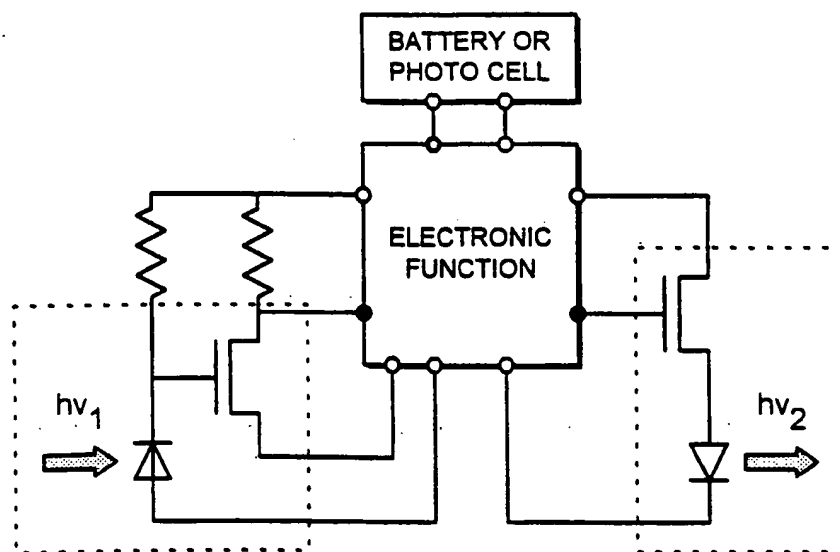 BATTERY OR
PHOTO CELL
ELECTRONIC
FUNCTION
hv1
hv2